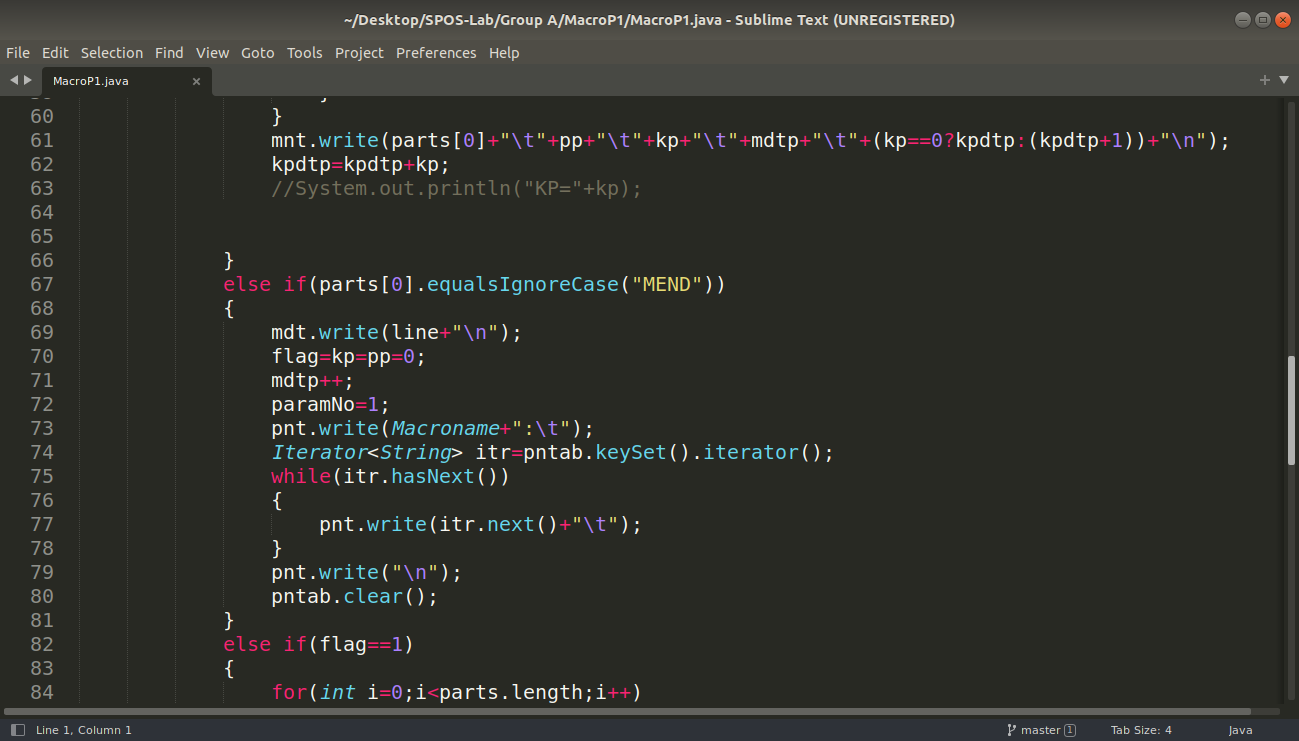 ~/Desktop/SPOS-Lab/Group A/MacroP1/MacroP1.java - Sublime Text (UNREGISTERED)
File Edit Selection Find View Goto Tools Project Preferences Help
MacroP1.java
60 }
61 mnt.write(parts[0]+"\t"+pp+"\t"+kp+"\t"+mdtp+"\t"+(kp==0?kpdtp:(kpdtp+1))+"\n");
62 kpdtp=kpdtp+kp;
63 //System.out.println("KP="+kp);
64
65
66 }
67 else if(parts[0].equalsIgnoreCase("MEND"))
68 {
69 mdt.write(line+"\n");
70 flag=kp=pp=0;
71 mdtp++;
72 paramNo=1;
73 pnt.write(Macroname+":\t");
74 Iterator<String> itr=pntab.keySet().iterator();
75 while(itr.hasNext())
76 {
77 pnt.write(itr.next()+"\t");
78 }
79 pnt.write("\n");
80 pntab.clear();
81 }
82 else if(flag==1)
83 {
84 for(int i=0;i<parts.length;i++)
Line 1, Column 1 master 1 Tab Size: 4 Java